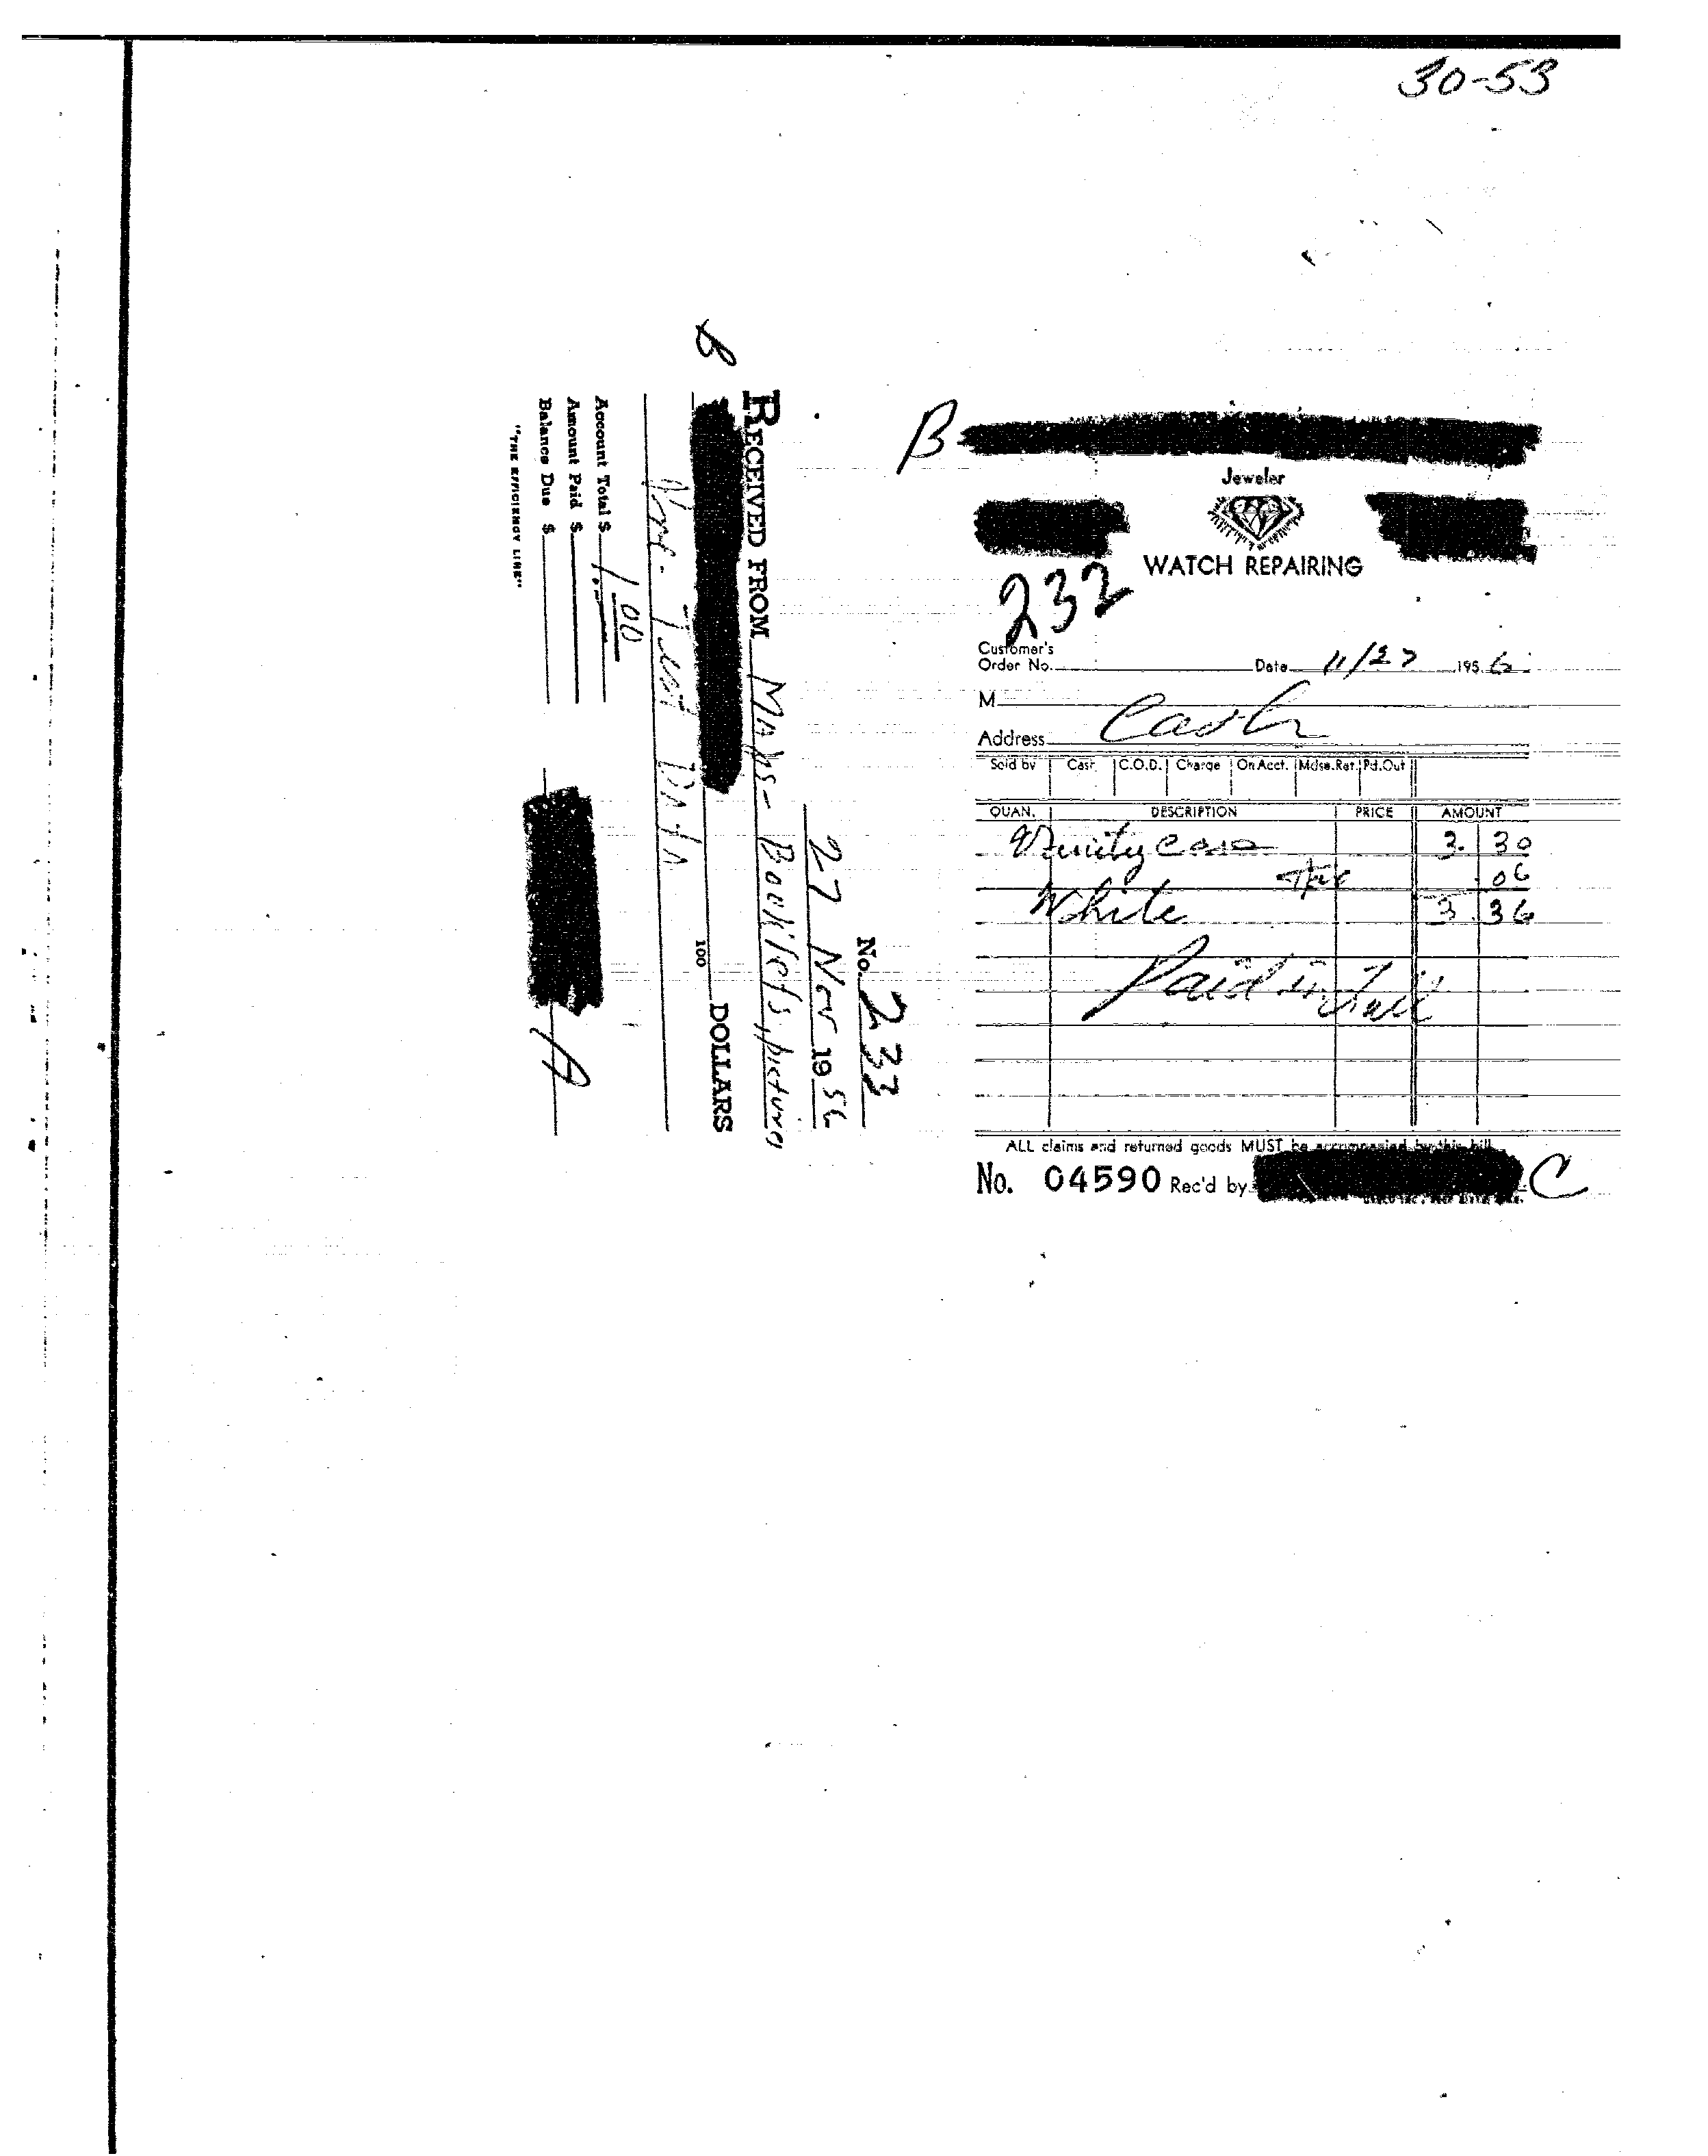 30-53
B
Jeweler
WATCH REPAIRING
232
Customer's
Order No. Date 11/27 1956
M
Cash
Address
Sold by Cash C.O.D. Charge On Acct. Mdse. Ret. Pd. Out
QUAN. DESCRIPTION PRICE AMOUNT
Vanity Case 3.30
Tax .06
White 3.36
Paid in full
ALL claims and returned goods MUST be accompanied by this bill
No. 04590 Rec'd by C
No. 233
27 Nov 1956
RECEIVED FROM Maps- Booklets, pictures
B
100 DOLLARS
Test Data
Account Total $ 1.00
Amount Paid $
Balance Due $
"THE EFFICIENCY LINE"
A